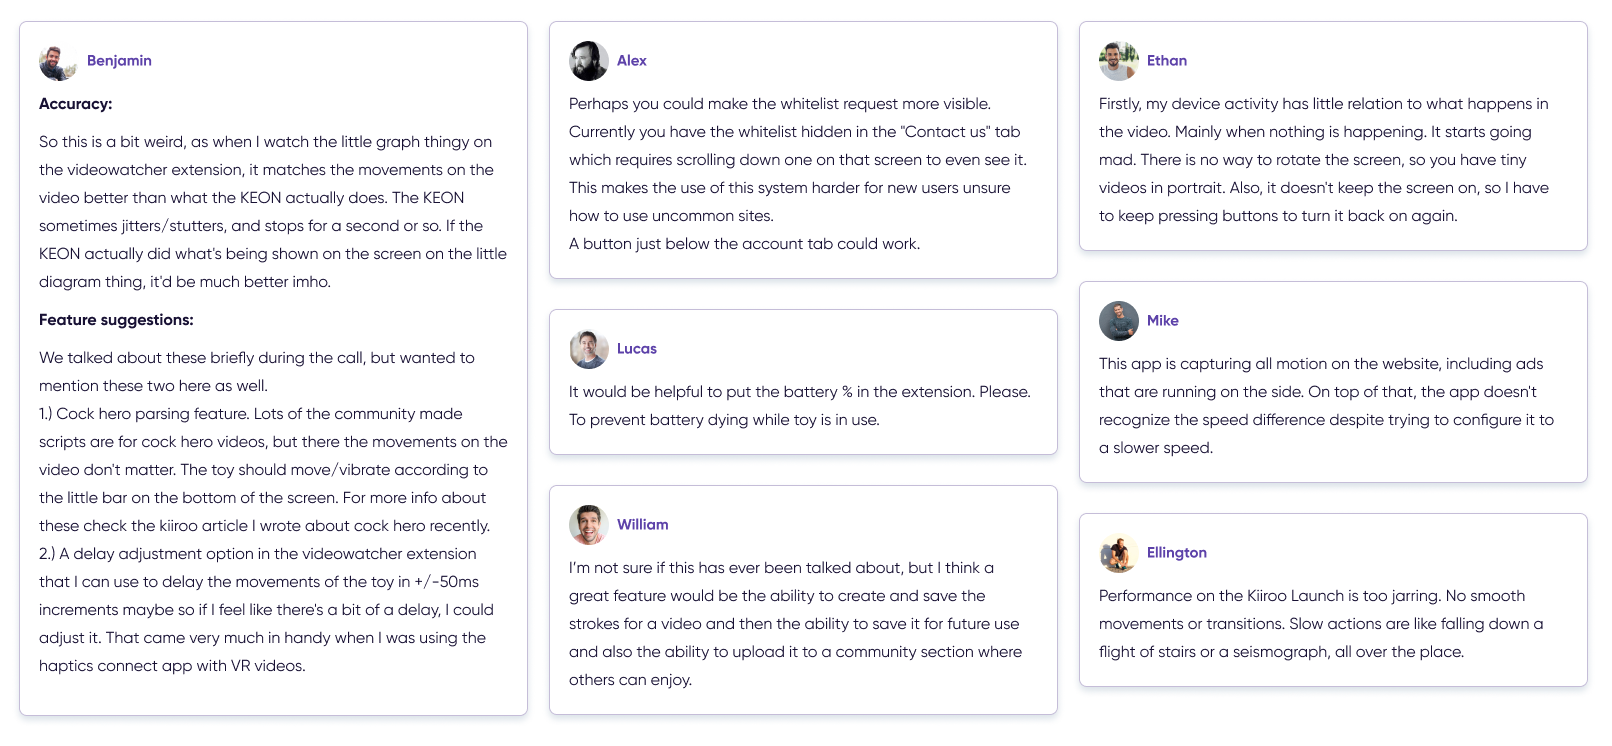 Benjamin
Accuracy:
So this is a bit weird, as when I watch the little graph thingy on
the videowatcher extension, it matches the movements on the
video better than what the KEON actually does. The KEON
sometimes jitters/stutters, and stops for a second or so. If the
KEON actually did what's being shown on the screen on the little
diagram thing, it'd be much better imho.
Feature suggestions:
We talked about these briefly during the call, but wanted to
mention these two here as well.
1.) Cock hero parsing feature. Lots of the community made
scripts are for cock hero videos, but there the movements on the
video don't matter. The toy should move/vibrate according to
the little bar on the bottom of the screen. For more info about
these check the kiiroo article I wrote about cock hero recently.
2.) A delay adjustment option in the videowatcher extension
that I can use to delay the movements of the toy in +/-50ms
increments maybe so if I feel like there's a bit of a delay, I could
adjust it. That came very much in handy when I was using the
haptics connect app with VR videos.
Alex
Perhaps you could make the whitelist request more visible.
Currently you have the whitelist hidden in the "Contact us" tab
which requires scrolling down one on that screen to even see it.
This makes the use of this system harder for new users unsure
how to use uncommon sites.
A button just below the account tab could work.
Lucas
It would be helpful to put the battery % in the extension. Please.
To prevent battery dying while toy is in use.
William
I'm not sure if this has ever been talked about, but I think a
great feature would be the ability to create and save the
strokes for a video and then the ability to save it for future use
and also the ability to upload it to a community section where
others can enjoy.
Ethan
Firstly, my device activity has little relation to what happens in
the video. Mainly when nothing is happening. It starts going
mad. There is no way to rotate the screen, so you have tiny
videos in portrait. Also, it doesn't keep the screen on, so I have
to keep pressing buttons to turn it back on again.
Mike
This app is capturing all motion on the website, including ads
that are running on the side. On top of that, the app doesn't
recognize the speed difference despite trying to configure it to
a slower speed.
Ellington
Performance on the Kiiroo Launch is too jarring. No smooth
movements or transitions. Slow actions are like falling down a
flight of stairs or a seismograph, all over the place.